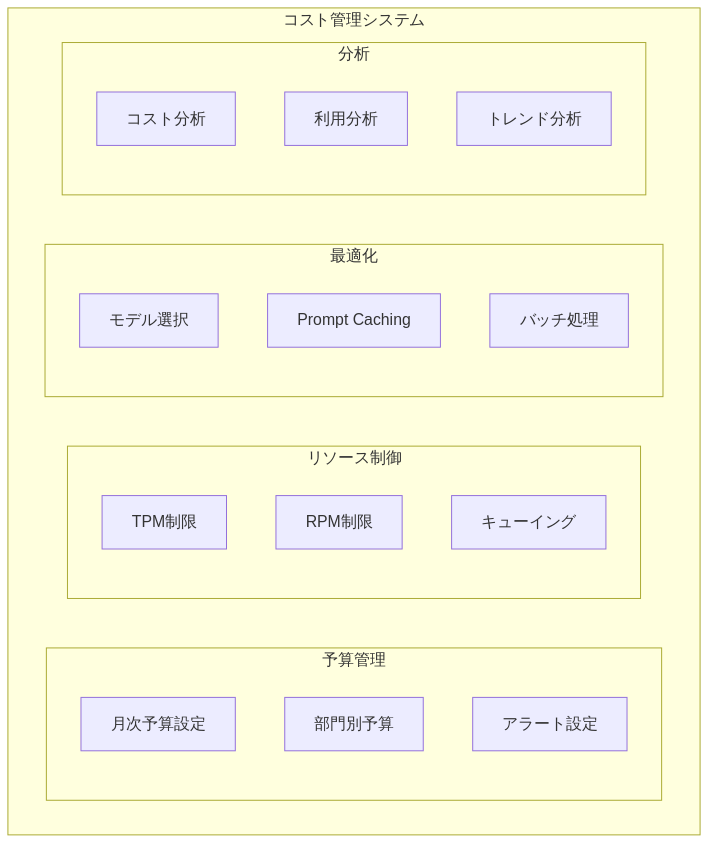 コスト管理システム
分析
コスト分析
利用分析
トレンド分析
最適化
モデル選択
Prompt Caching
バッチ処理
リソース制御
TPM制限
RPM制限
キューイング
予算管理
月次予算設定
部門別予算
アラート設定